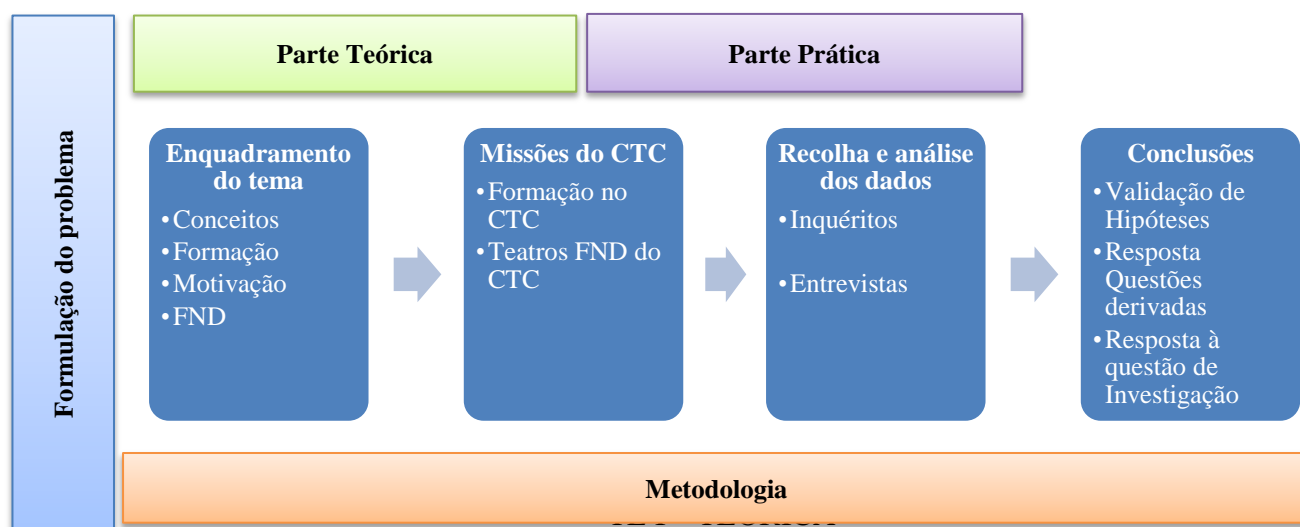 Formulação do problema
Parte Teórica
Parte Prática
Enquadramento
do tema
•Conceitos
•Formação
•Motivação
•FND
Missões do CTC
•Formação no
CTC
•Teatros FND do
CTC
Recolha e análise
dos dados
•Inquéritos
•Entrevistas
Conclusões
•Validação de
Hipóteses
•Resposta
Questões
derivadas
•Resposta à
questão de
Investigação
Metodologia